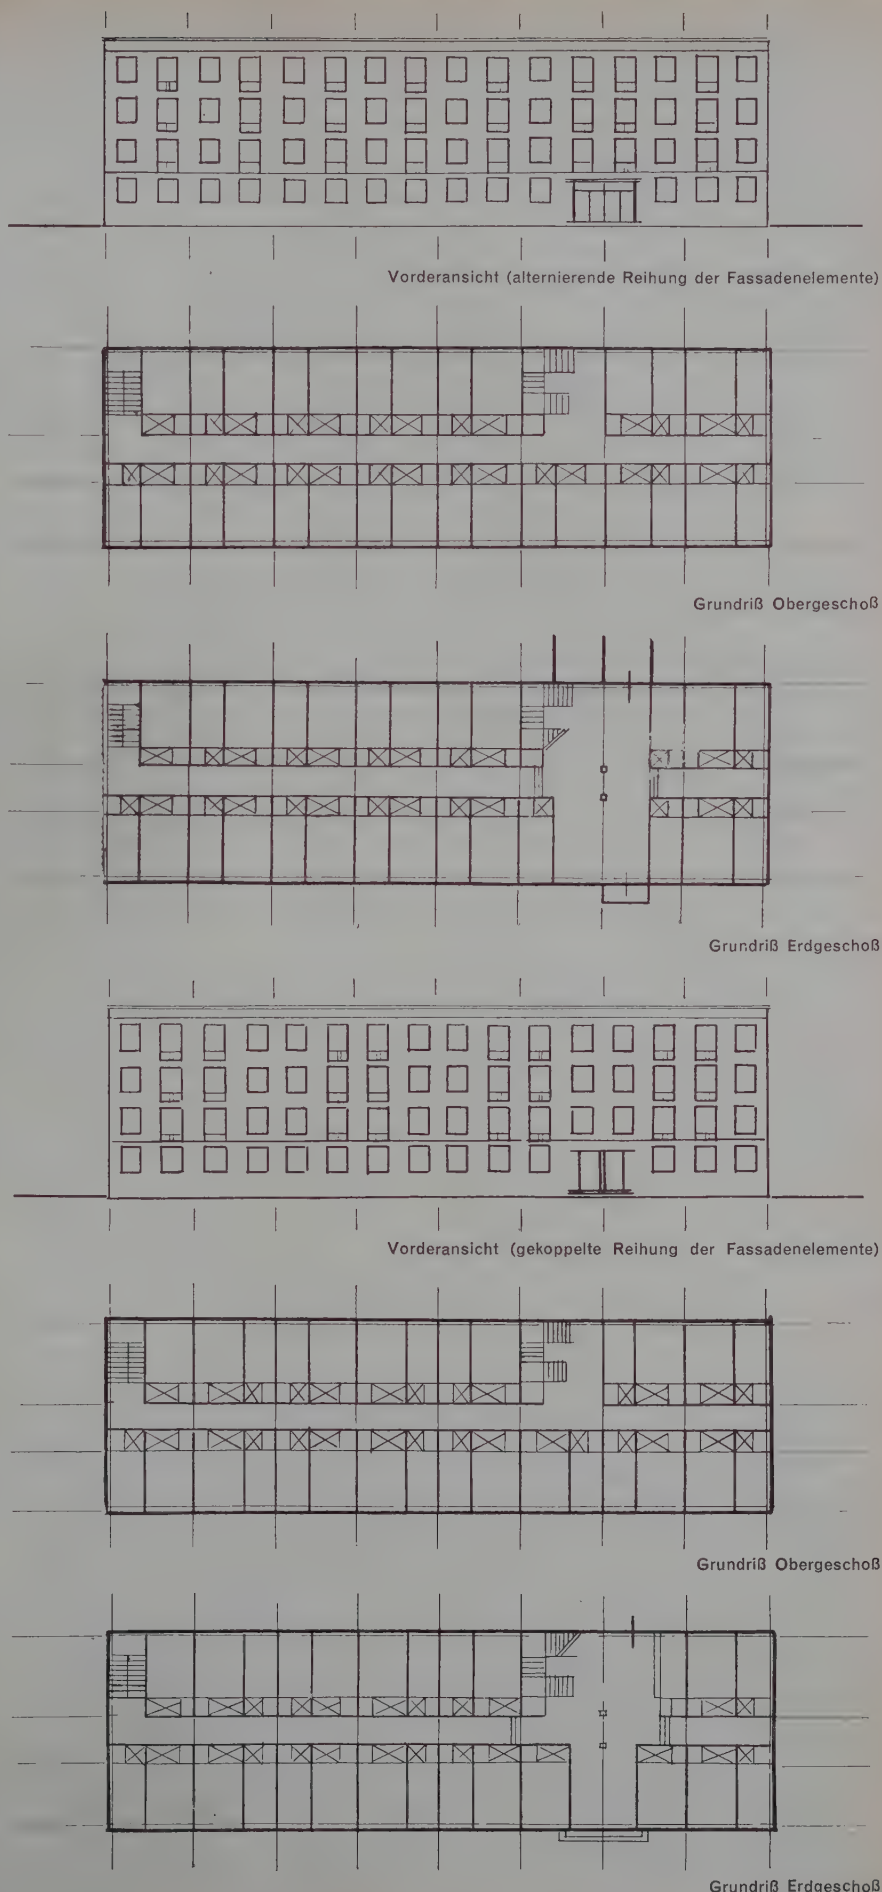 Vorderansicht (alternierende Reihung der Fassadenelemente)
Grundriß Obergeschoß
Grundriß Erdgeschoß
Vorderansicht (gekoppelte Reihung der Fassadenelemente)
Grundriß Obergeschoß
Grundriß Erdgeschoß